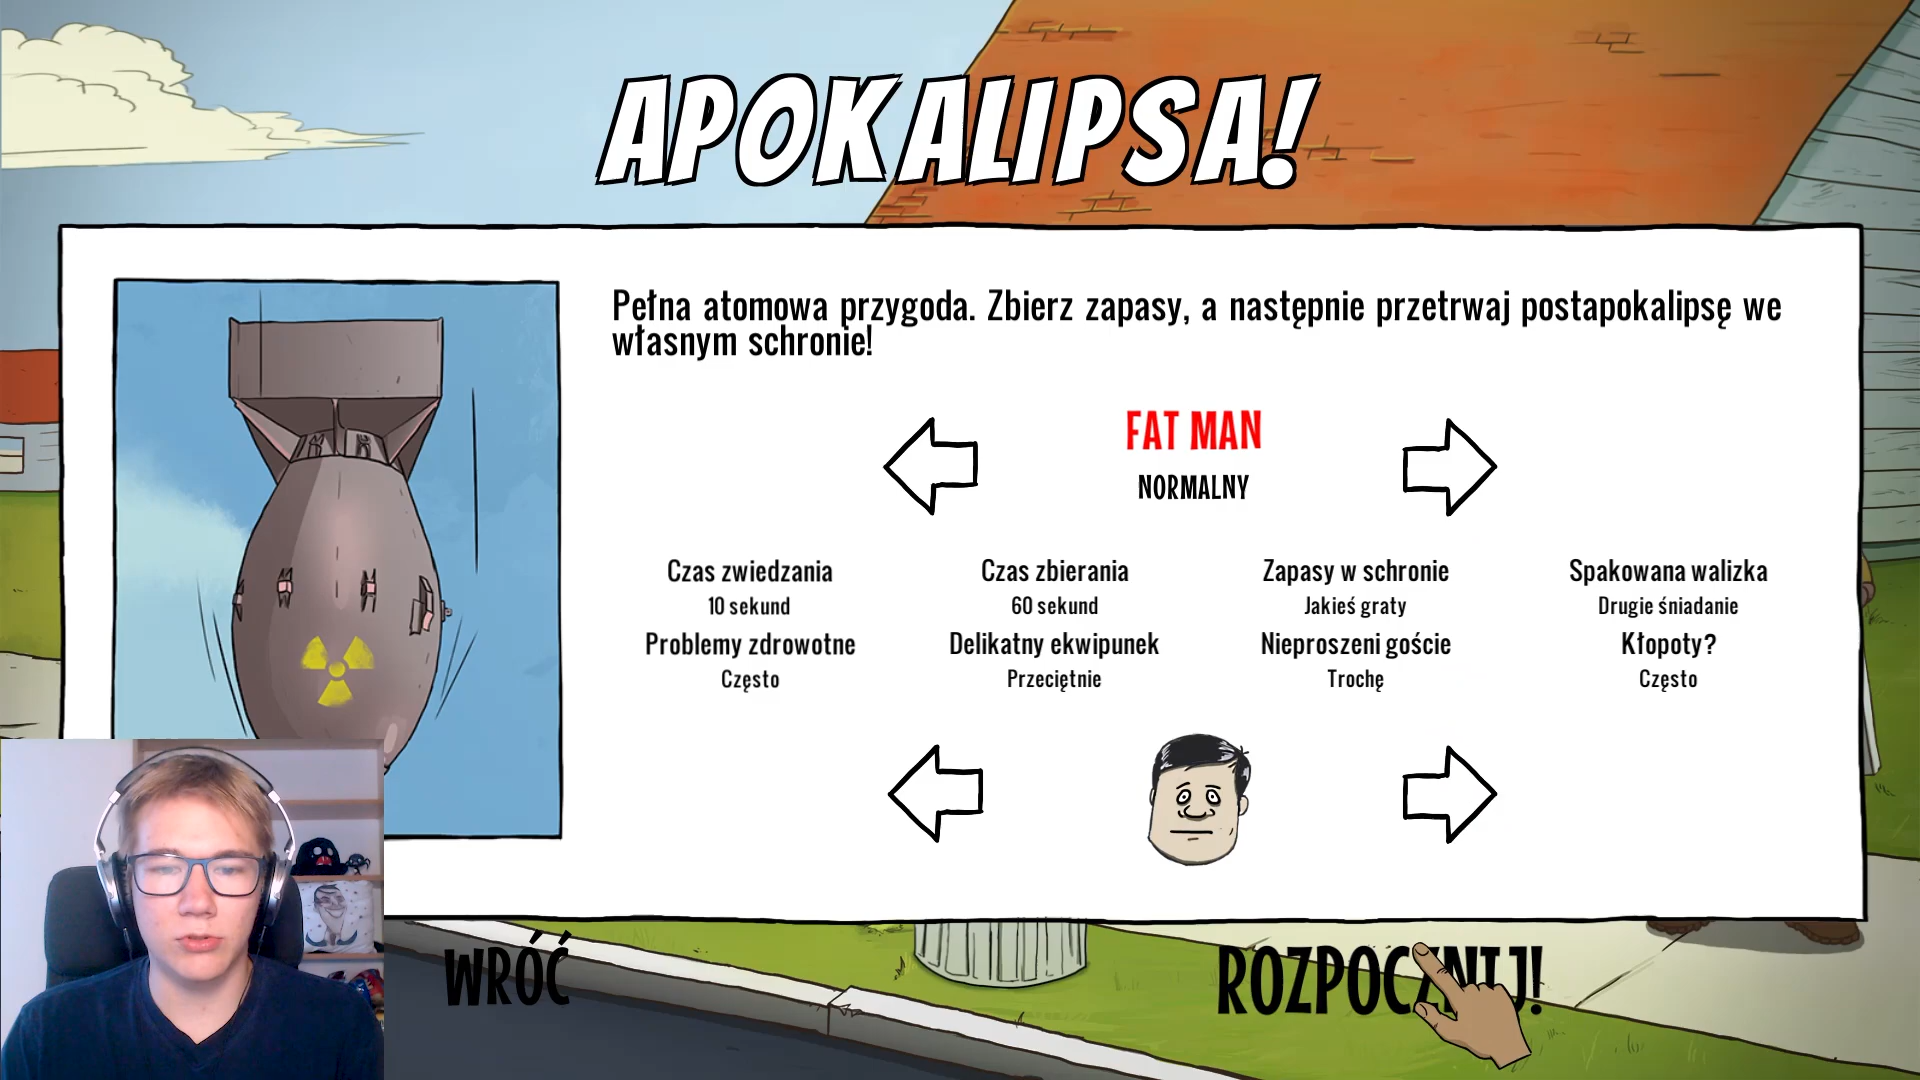 APOKALIPSA!
Pełna atomowa przygoda. Zbierz zapasy, a następnie przetrwaj postapokalipsę we
własnym schronie!
FAT MAN
NORMALNY
Czas zwiedzania
10 sekund
Czas zbierania
60 sekund
Zapasy w schronie
Jakieś graty
Spakowana walizka
Drugie śniadanie
Problemy zdrowotne
Często
Delikatny ekwipunek
Przeciętnie
Nieproszeni goście
Trochę
Kłopoty?
Często
WRÓĆ
ROZPOCZNIJ!